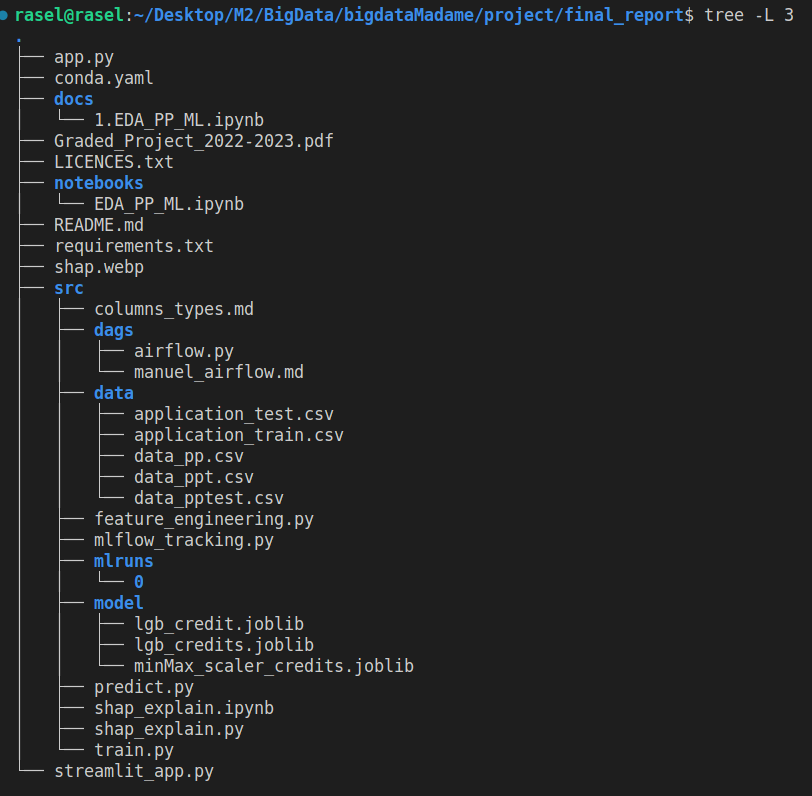 rasel@rasel:~/Desktop/M2/BigData/bigdataMadame/project/final_report$ tree -L 3
.
├── app.py
├── conda.yaml
├── docs
│   └── 1.EDA_PP_ML.ipynb
├── Graded_Project_2022-2023.pdf
├── LICENCES.txt
├── notebooks
│   └── EDA_PP_ML.ipynb
├── README.md
├── requirements.txt
├── shap.webp
├── src
│   ├── columns_types.md
│   ├── dags
│   │   ├── airflow.py
│   │   └── manuel_airflow.md
│   ├── data
│   │   ├── application_test.csv
│   │   ├── application_train.csv
│   │   ├── data_pp.csv
│   │   ├── data_ppt.csv
│   │   └── data_pptest.csv
│   ├── feature_engineering.py
│   ├── mlflow_tracking.py
│   ├── mlruns
│   │   └── 0
│   ├── model
│   │   ├── lgb_credit.joblib
│   │   ├── lgb_credits.joblib
│   │   └── minMax_scaler_credits.joblib
│   ├── predict.py
│   ├── shap_explain.ipynb
│   ├── shap_explain.py
│   └── train.py
└── streamlit_app.py